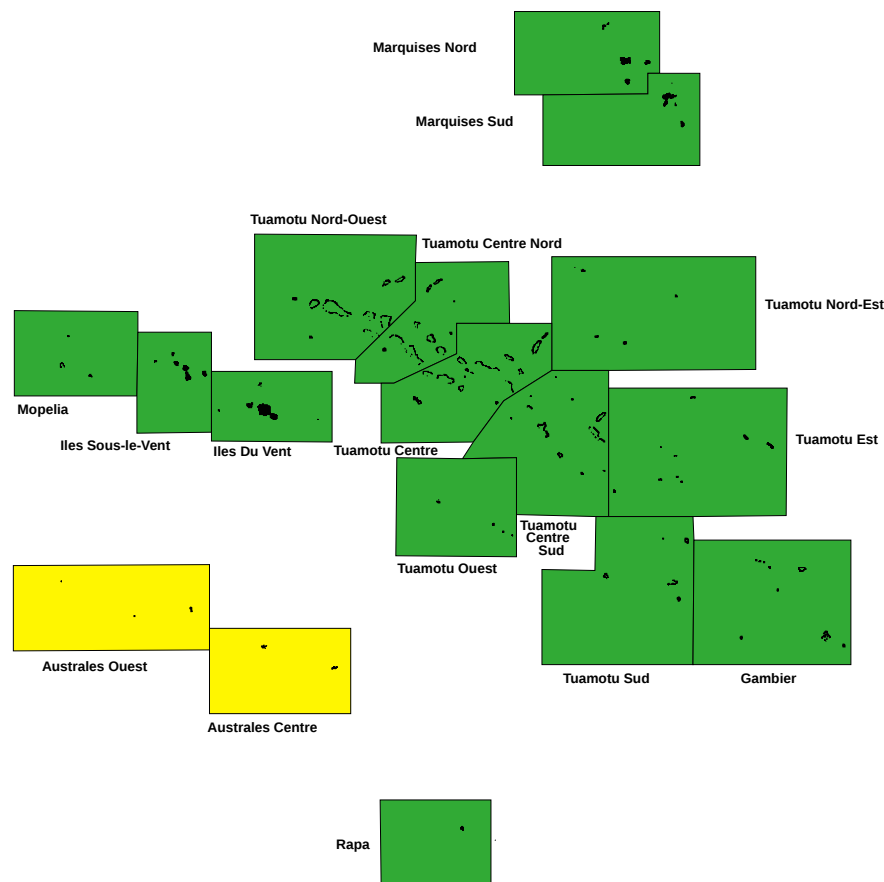 Marquises Nord
Marquises Sud
Tuamotu Nord-Ouest
Tuamotu Centre Nord
Tuamotu Nord-Est
Mopelia
Iles Sous-le-Vent
Iles Du Vent
Tuamotu Centre
Tuamotu Est
Tuamotu
Centre
Sud
Tuamotu Ouest
Australes Ouest
Tuamotu Sud
Gambier
Australes Centre
Rapa